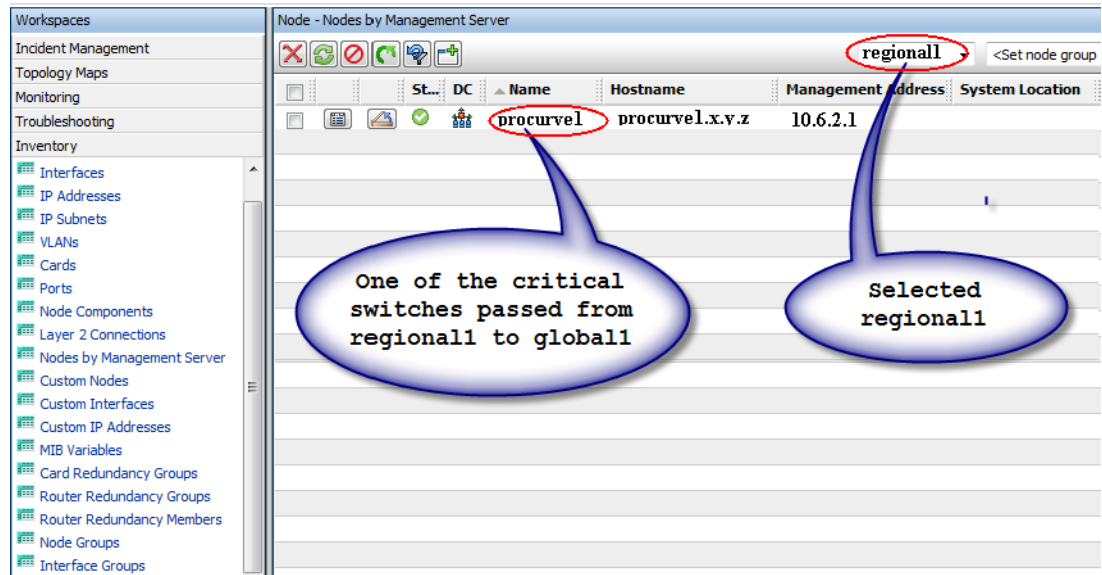 Workspaces
Incident Management
Topology Maps
Monitoring
Troubleshooting
Inventory
Interfaces
IP Addresses
IP Subnets
VLANs
Cards
Ports
Node Components
Layer 2 Connections
Nodes by Management Server
Custom Nodes
Custom Interfaces
Custom IP Addresses
MIB Variables
Card Redundancy Groups
Router Redundancy Groups
Router Redundancy Members
Node Groups
Interface Groups
Node - Nodes by Management Server
regional1 <Set node group
St... DC Name Hostname Management Address System Location
procurve1 procurve1.x.y.z 10.6.2.1
One of the critical
switches passed from
regional1 to global1
Selected
regional1